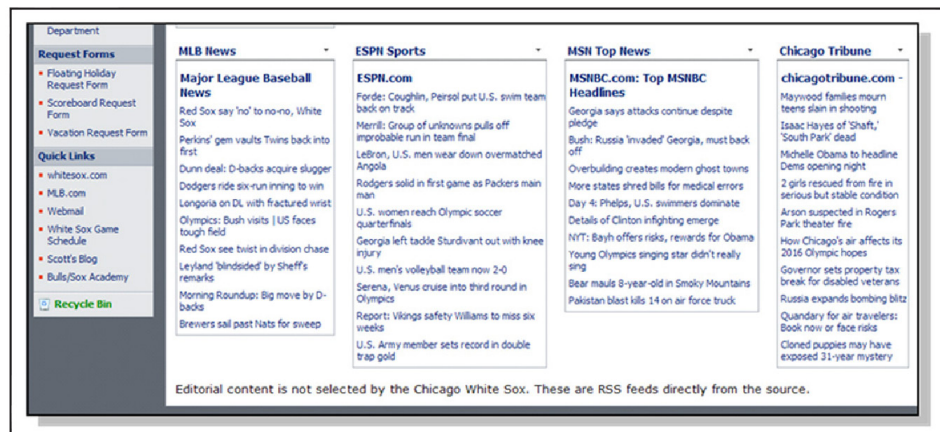 Department
Request Forms
Floating Holiday
Request Form
Scoreboard Request
Form
Vacation Request Form
Quick Links
whitesox.com
MLB.com
Webmail
White Sox Game
Schedule
Scott's Blog
Bulls/Sox Academy
Recycle Bin
MLB News
Major League Baseball
News
Red Sox say 'no' to no-no, White
Sox
Perkins' gem vaults Twins back into
first
Dunn deal: D-backs acquire slugger
Dodgers ride six-run inning to win
Longoria on DL with fractured wrist
Olympics: Bush visits | US faces
tough field
Red Sox see twist in division chase
Leyland 'blindsided' by Sheff's
remarks
Morning Roundup: Big move by D-
backs
Brewers sail past Nats for sweep
ESPN Sports
ESPN.com
Forde: Coughlin, Peirsol put U.S. swim team
back on track
Merrill: Group of unknowns pulls off
improbable run in team final
LeBron, U.S. men wear down overmatched
Angola
Rodgers solid in first game as Packers main
man
U.S. women reach Olympic soccer
quarterfinals
Georgia left tackle Sturdivant out with knee
injury
U.S. men's volleyball team now 2-0
Serena, Venus cruise into third round in
Olympics
Report: Vikings safety Williams to miss six
weeks
U.S. Army member sets record in double
trap gold
MSN Top News
MSNBC.com: Top MSNBC
Headlines
Georgia says attacks continue despite
pledge
Bush: Russia 'invaded' Georgia, must back
off
Overbuilding creates modern ghost towns
More states shred bills for medical errors
Day 4: Phelps, U.S. swimmers dominate
Details of Clinton infighting emerge
NYT: Bayh offers risks, rewards for Obama
Young Olympics singing star didn't really
sing
Bear mauls 8-year-old in Smoky Mountains
Pakistan blast kills 14 on air force truck
Chicago Tribune
chicagotribune.com -
Maywood families mourn
teens slain in shooting
Isaac Hayes of 'Shaft,'
'South Park' dead
Michelle Obama to headline
Dems opening night
2 girls rescued from fire in
serious but stable condition
Arson suspected in Rogers
Park theater fire
How Chicago's air affects its
2016 Olympic hopes
Governor sets property tax
break for disabled veterans
Russia expands bombing blitz
Quandary for air travelers:
Book now or face risks
Cloned puppies may have
exposed 31-year mystery
Editorial content is not selected by the Chicago White Sox. These are RSS feeds directly from the source.